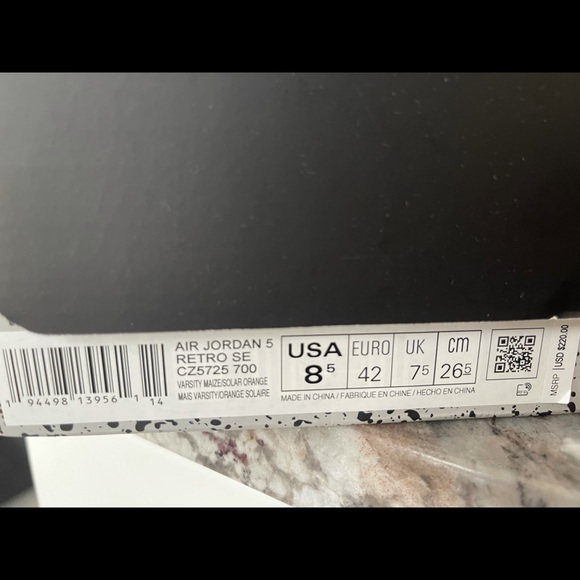 AIR JORDAN 5
RETRO SE
CZ5725 700
VARSITY MAIZE/SOLAR ORANGE
MAIS VARSITY/ORANGE SOLAIRE
1 94498 13956 1 14
USA EURO UK cm
8⁵ 42 7⁵ 26⁵
MADE IN CHINA / FABRIQUE EN CHINE / HECHO EN CHINA
MSRP USD $220.00